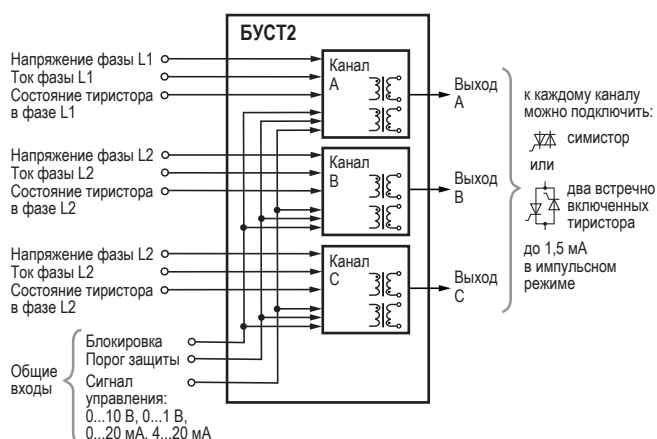 БУСТ2
Напряжение фазы L1
Ток фазы L1
Состояние тиристора
в фазе L1
Канал
A
Выход
A
Напряжение фазы L2
Ток фазы L2
Состояние тиристора
в фазе L2
Канал
B
Выход
B
Напряжение фазы L2
Ток фазы L2
Состояние тиристора
в фазе L2
Канал
C
Выход
C
Общие
входы
Блокировка
Порог защиты
Сигнал
управления:
0...10 В, 0...1 В,
0...20 мА, 4...20 мА
к каждому каналу
можно подключить:
симистор
или
два встречно
включенных
тиристора
до 1,5 мА
в импульсном
режиме